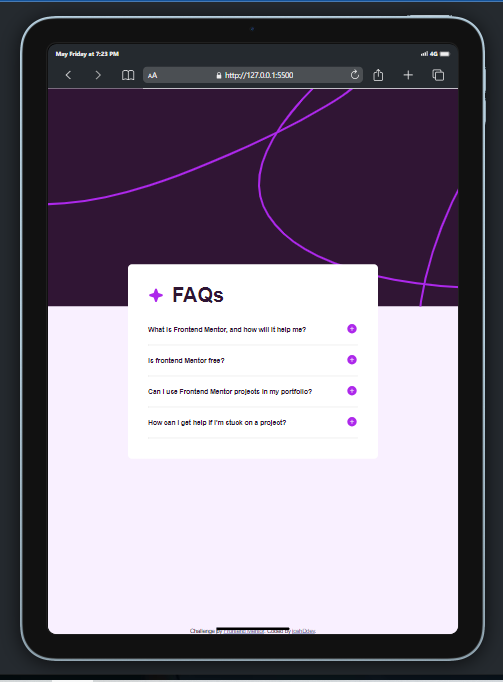 May Friday at 7:23 PM
4G
AA
http://127.0.0.1:5500
FAQs
What is Frontend Mentor, and how will it help me?
Is frontend Mentor free?
Can I use Frontend Mentor projects in my portfolio?
How can I get help if I'm stuck on a project?
Challenge by Frontend Mentor. Coded by